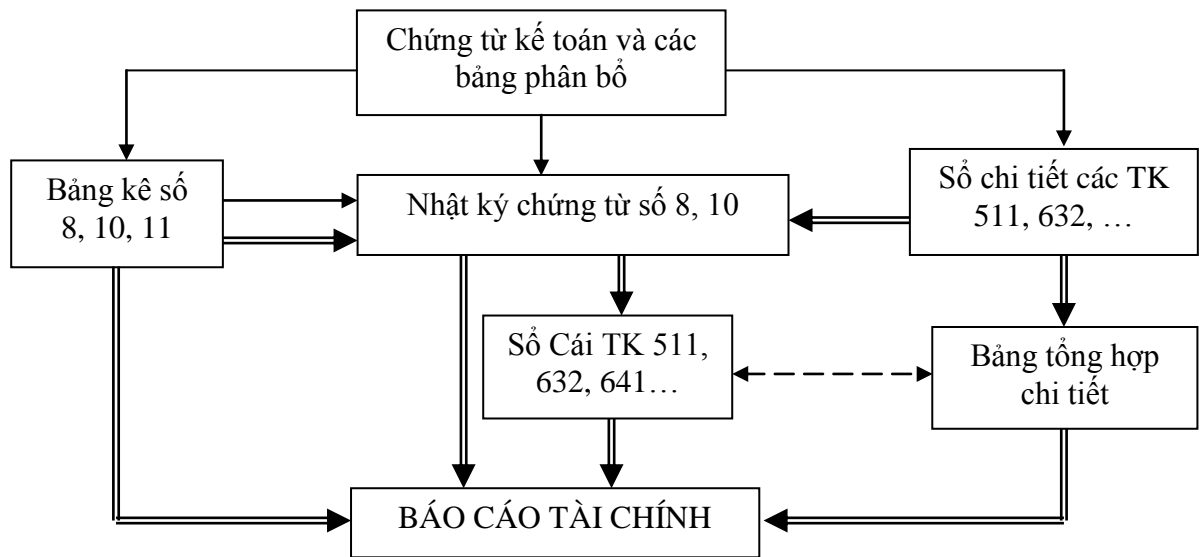 Chứng từ kế toán và các
bảng phân bổ
Bảng kê số
8, 10, 11
Nhật ký chứng từ số 8, 10
Sổ chi tiết các TK
511, 632, …
Sổ Cái TK 511,
632, 641…
Bảng tổng hợp
chi tiết
BÁO CÁO TÀI CHÍNH